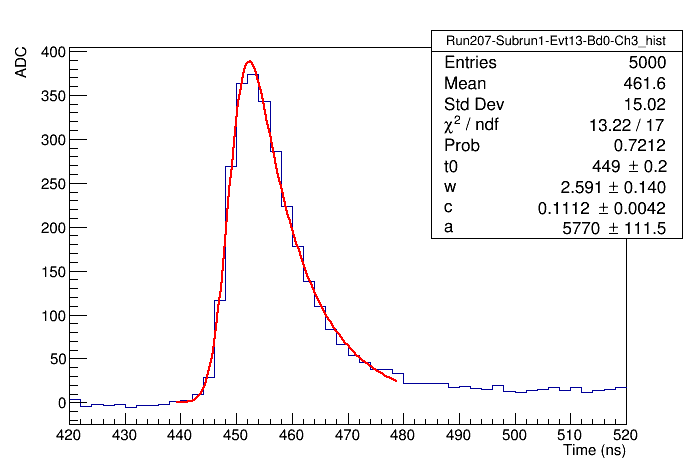 Run207-Subrun1-Evt13-Bd0-Ch3_hist
Entries 5000
Mean 461.6
Std Dev 15.02
χ² / ndf 13.22 / 17
Prob 0.7212
t0 449 ± 0.2
w 2.591 ± 0.140
c 0.1112 ± 0.0042
a 5770 ± 111.5
ADC
400
350
300
250
200
150
100
50
0
420 430 440 450 460 470 480 490 500 510 520
Time (ns)